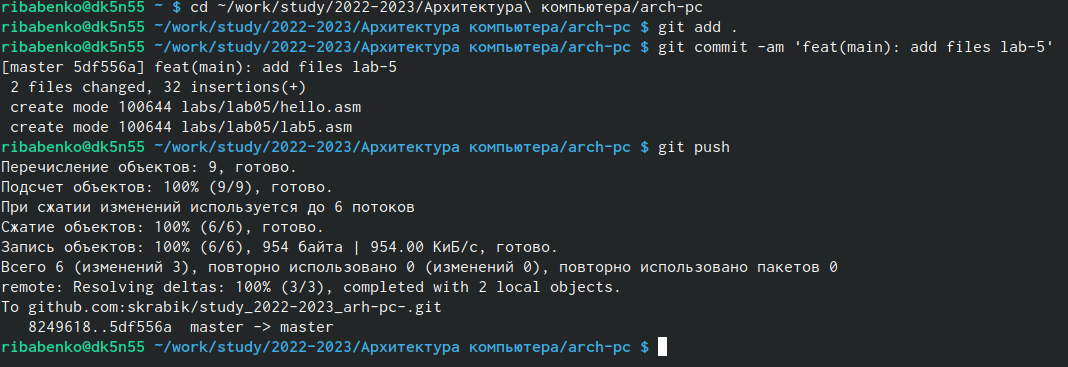 ribabenko@dk5n55 ~ $ cd ~/work/study/2022-2023/Архитектура\ компьютера/arch-pc
ribabenko@dk5n55 ~/work/study/2022-2023/Архитектура компьютера/arch-pc $ git add .
ribabenko@dk5n55 ~/work/study/2022-2023/Архитектура компьютера/arch-pc $ git commit -am 'feat(main): add files lab-5'
[master 5df556a] feat(main): add files lab-5
 2 files changed, 32 insertions(+)
 create mode 100644 labs/lab05/hello.asm
 create mode 100644 labs/lab05/lab5.asm
ribabenko@dk5n55 ~/work/study/2022-2023/Архитектура компьютера/arch-pc $ git push
Перечисление объектов: 9, готово.
Подсчет объектов: 100% (9/9), готово.
При сжатии изменений используется до 6 потоков
Сжатие объектов: 100% (6/6), готово.
Запись объектов: 100% (6/6), 954 байта | 954.00 КиБ/с, готово.
Всего 6 (изменений 3), повторно использовано 0 (изменений 0), повторно использовано пакетов 0
remote: Resolving deltas: 100% (3/3), completed with 2 local objects.
To github.com:skrabik/study_2022-2023_arh-pc-.git
   8249618..5df556a  master -> master
ribabenko@dk5n55 ~/work/study/2022-2023/Архитектура компьютера/arch-pc $